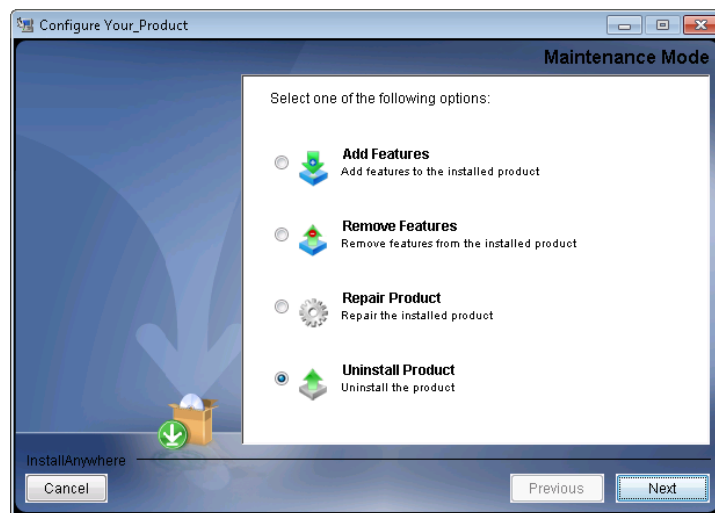 Configure Your_Product
Maintenance Mode
Select one of the following options:
Add Features
Add features to the installed product
Remove Features
Remove features from the installed product
Repair Product
Repair the installed product
Uninstall Product
Uninstall the product
InstallAnywhere
Cancel
Previous
Next